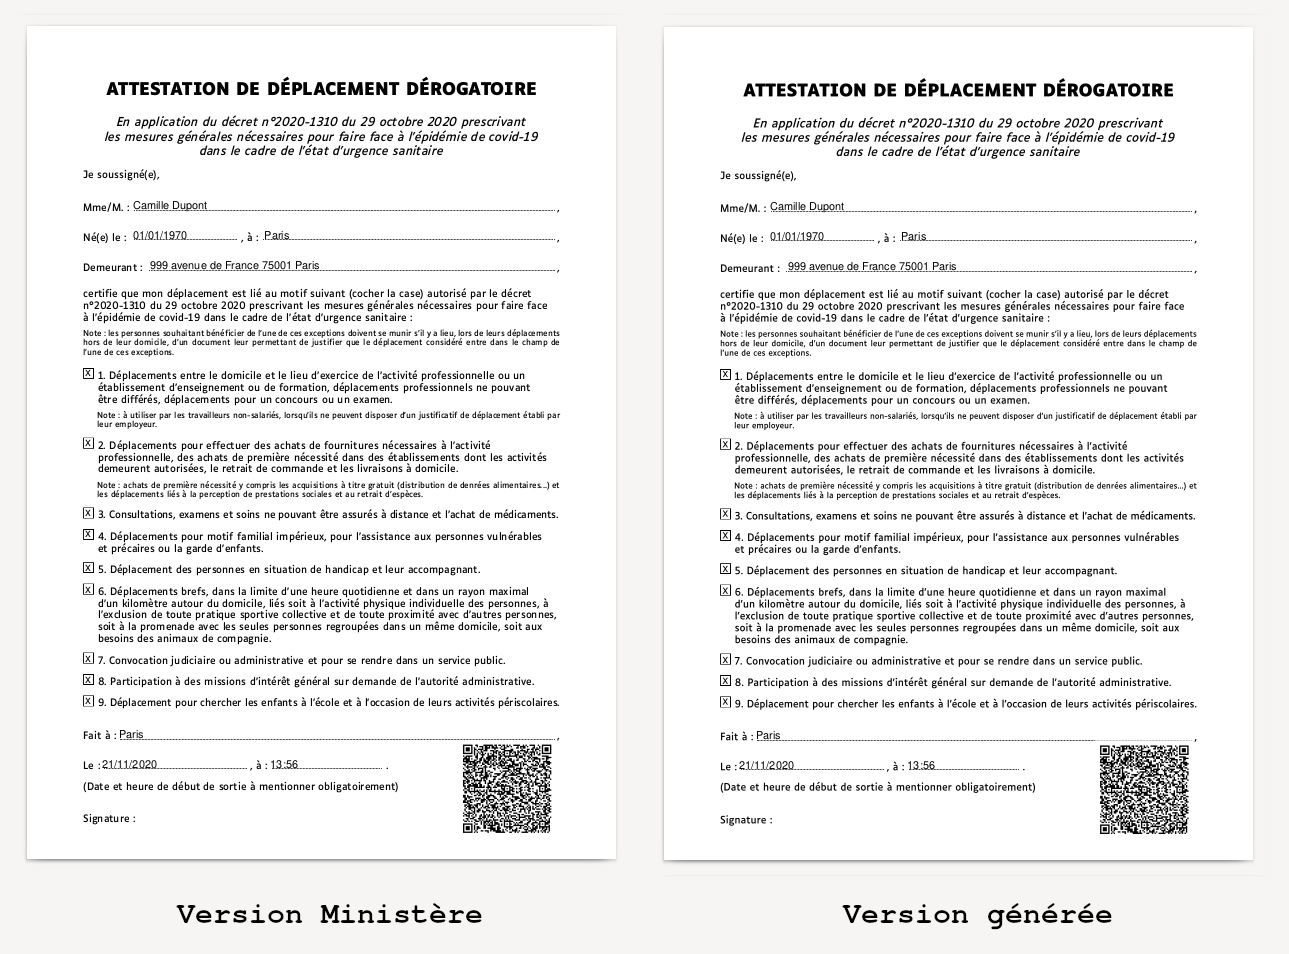 ATTESTATION DE DÉPLACEMENT DÉROGATOIRE
En application du décret n°2020-1310 du 29 octobre 2020 prescrivant
les mesures générales nécessaires pour faire face à l'épidémie de covid-19
dans le cadre de l'état d'urgence sanitaire
Je soussigné(e),
Mme/M. : Camille Dupont ,
Né(e) le : 01/01/1970 , à : Paris ,
Demeurant : 999 avenue de France 75001 Paris ,
certifie que mon déplacement est lié au motif suivant (cocher la case) autorisé par le décret
n°2020-1310 du 29 octobre 2020 prescrivant les mesures générales nécessaires pour faire face
à l'épidémie de covid-19 dans le cadre de l'état d'urgence sanitaire :
Note : les personnes souhaitant bénéficier de l'une de ces exceptions doivent se munir s'il y a lieu, lors de leurs déplacements
hors de leur domicile, d'un document leur permettant de justifier que le déplacement considéré entre dans le champ de
l'une de ces exceptions.
X 1. Déplacements entre le domicile et le lieu d'exercice de l'activité professionelle ou un
établissement d'enseignement ou de formation, déplacements professionnels ne pouvant
être différés, déplacements pour un concours ou un examen.
Note : à utiliser par les travailleurs non-salariés, lorsqu'ils ne peuvent disposer d'un justificatif de déplacement établi par
leur employeur.
X 2. Déplacements pour effectuer des achats de fournitures nécessaires à l'activité
professionnelle, des achats de première nécessité dans des établissements dont les activités
demeurent autorisées, le retrait de commande et les livraisons à domicile.
Note : achats de première nécessité y compris les acquisitions à titre gratuit (distribution de denrées alimentaires...) et
les déplacements liés à la perception de prestations sociales et au retrait d'espèces.
X 3. Consultations, examens et soins ne pouvant être assurés à distance et l'achat de médicaments.
X 4. Déplacements pour motif familial impérieux, pour l'assistance aux personnes vulnérables
et précaires ou la garde d'enfants.
X 5. Déplacement des personnes en situation de handicap et leur accompagnant.
X 6. Déplacements brefs, dans la limite d'une heure quotidienne et dans un rayon maximal
d'un kilomètre autour du domicile, liés soit à l'activité physique individuelle des personnes, à
l'exclusion de toute pratique sportive collective et de toute proximité avec d'autres personnes,
soit à la promenade avec les seules personnes regroupées dans un même domicile, soit aux
besoins des animaux de compagnie.
X 7. Convocation judiciaire ou administrative et pour se rendre dans un service public.
X 8. Participation à des missions d'intérêt général sur demande de l'autorité administrative.
X 9. Déplacement pour chercher les enfants à l'école et à l'occasion de leurs activités périscolaires.
Fait à : Paris ,
Le : 21/11/2020 , à : 13:56 .
(Date et heure de début de sortie à mentionner obligatoirement)
Signature :
Version Ministère
ATTESTATION DE DÉPLACEMENT DÉROGATOIRE
En application du décret n°2020-1310 du 29 octobre 2020 prescrivant
les mesures générales nécessaires pour faire face à l'épidémie de covid-19
dans le cadre de l'état d'urgence sanitaire
Je soussigné(e),
Mme/M. : Camille Dupont ,
Né(e) le : 01/01/1970 , à : Paris ,
Demeurant : 999 avenue de France 75001 Paris ,
certifie que mon déplacement est lié au motif suivant (cocher la case) autorisé par le décret
n°2020-1310 du 29 octobre 2020 prescrivant les mesures générales nécessaires pour faire face
à l'épidémie de covid-19 dans le cadre de l'état d'urgence sanitaire :
Note : les personnes souhaitant bénéficier de l'une de ces exceptions doivent se munir s'il y a lieu, lors de leurs déplacements
hors de leur domicile, d'un document leur permettant de justifier que le déplacement considéré entre dans le champ de
l'une de ces exceptions.
X 1. Déplacements entre le domicile et le lieu d'exercice de l'activité professionelle ou un
établissement d'enseignement ou de formation, déplacements professionnels ne pouvant
être différés, déplacements pour un concours ou un examen.
Note : à utiliser par les travailleurs non-salariés, lorsqu'ils ne peuvent disposer d'un justificatif de déplacement établi par
leur employeur.
X 2. Déplacements pour effectuer des achats de fournitures nécessaires à l'activité
professionnelle, des achats de première nécessité dans des établissements dont les activités
demeurent autorisées, le retrait de commande et les livraisons à domicile.
Note : achats de première nécessité y compris les acquisitions à titre gratuit (distribution de denrées alimentaires...) et
les déplacements liés à la perception de prestations sociales et au retrait d'espèces.
X 3. Consultations, examens et soins ne pouvant être assurés à distance et l'achat de médicaments.
X 4. Déplacements pour motif familial impérieux, pour l'assistance aux personnes vulnérables
et précaires ou la garde d'enfants.
X 5. Déplacement des personnes en situation de handicap et leur accompagnant.
X 6. Déplacements brefs, dans la limite d'une heure quotidienne et dans un rayon maximal
d'un kilomètre autour du domicile, liés soit à l'activité physique individuelle des personnes, à
l'exclusion de toute pratique sportive collective et de toute proximité avec d'autres personnes,
soit à la promenade avec les seules personnes regroupées dans un même domicile, soit aux
besoins des animaux de compagnie.
X 7. Convocation judiciaire ou administrative et pour se rendre dans un service public.
X 8. Participation à des missions d'intérêt général sur demande de l'autorité administrative.
X 9. Déplacement pour chercher les enfants à l'école et à l'occasion de leurs activités périscolaires.
Fait à : Paris ,
Le : 21/11/2020 , à : 13:56 .
(Date et heure de début de sortie à mentionner obligatoirement)
Signature :
Version générée